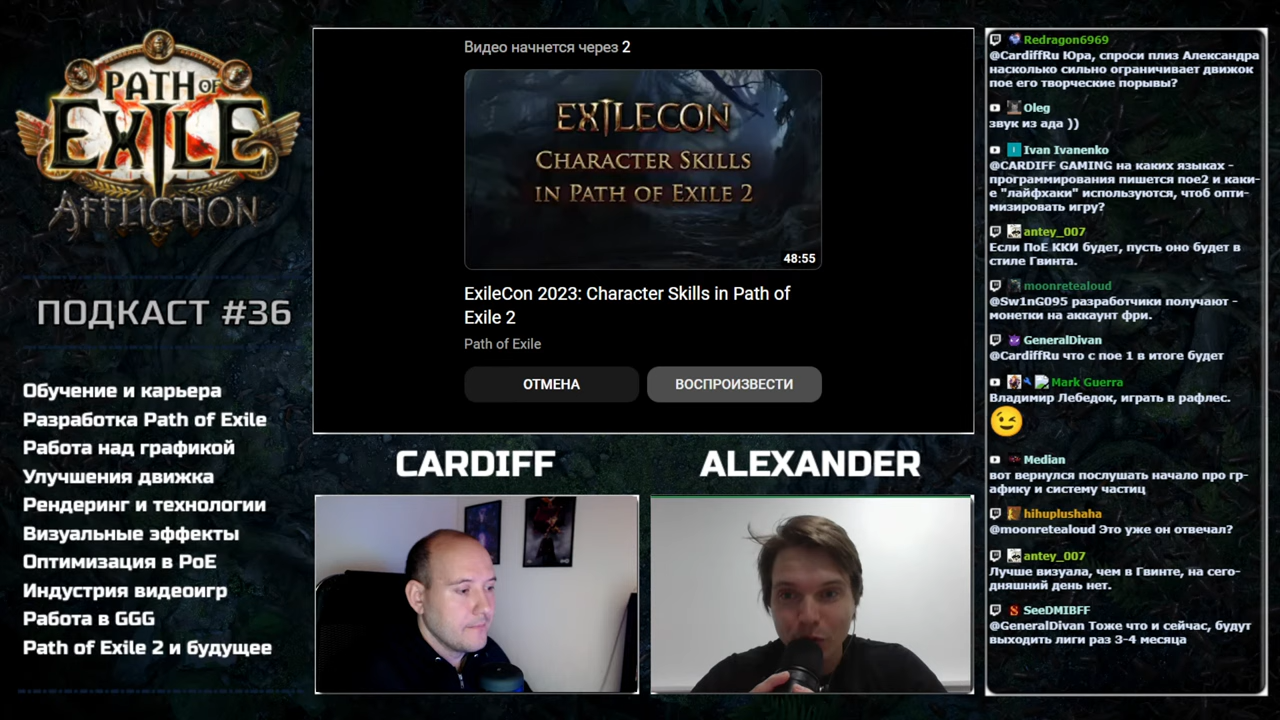 PATH OF
EXILE
AFFLICTION
ПОДКАСТ #36
Обучение и карьера
Разработка Path of Exile
Работа над графикой
Улучшения движка
Рендеринг и технологии
Визуальные эффекты
Оптимизация в PoE
Индустрия видеоигр
Работа в GGG
Path of Exile 2 и будущее
Видео начнется через 2
EXILECON
CHARACTER SKILLS
IN PATH OF EXILE 2
48:55
ExileCon 2023: Character Skills in Path of
Exile 2
Path of Exile
ОТМЕНА
ВОСПРОИЗВЕСТИ
CARDIFF
ALEXANDER
Redragon6969
@CardiffRu Юра, спроси плиз Александра
насколько сильно ограничивает движок
пое его творческие порывы?
Oleg
звук из ада ))
Ivan Ivanenko
@CARDIFF GAMING на каких языках -
программирования пишется пое2 и каки-
е "лайфхаки" используются, чтоб опти-
мизировать игру?
antey_007
Если ПоЕ ККИ будет, пусть оно будет в
стиле Гвинта.
moonretealoud
@Sw1nG095 разработчики получают -
монетки на аккаунт фри.
GeneralDivan
@CardiffRu что с пое 1 в итоге будет
Mark Guerra
Владимир Лебедок, играть в рафлес.
Median
вот вернулся послушать начало про гр-
афику и систему частиц
hihuplushaha
@moonretealoud Это уже он отвечал?
antey_007
Лучше визуала, чем в Гвинте, на сего-
дняшний день нет.
SeeDMIBFF
@GeneralDivan Тоже что и сейчас, будут
выходить лиги раз 3-4 месяца